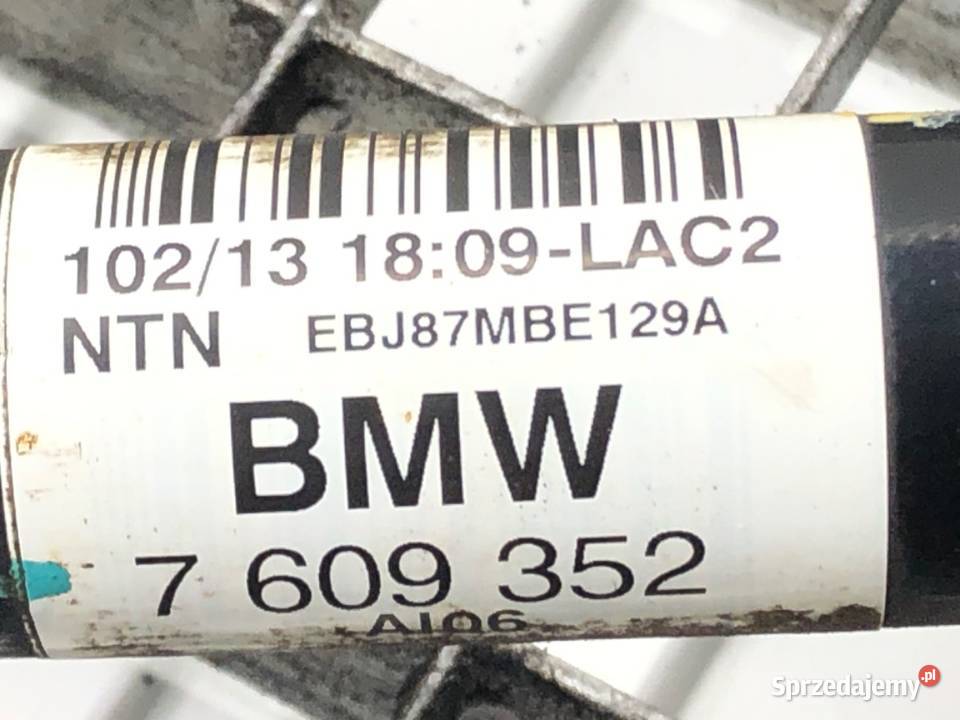 102/13 18:09-LAC2
NTN EBJ87MBE129A
BMW
7 609 352
AI06
Sprzedajemy.pl